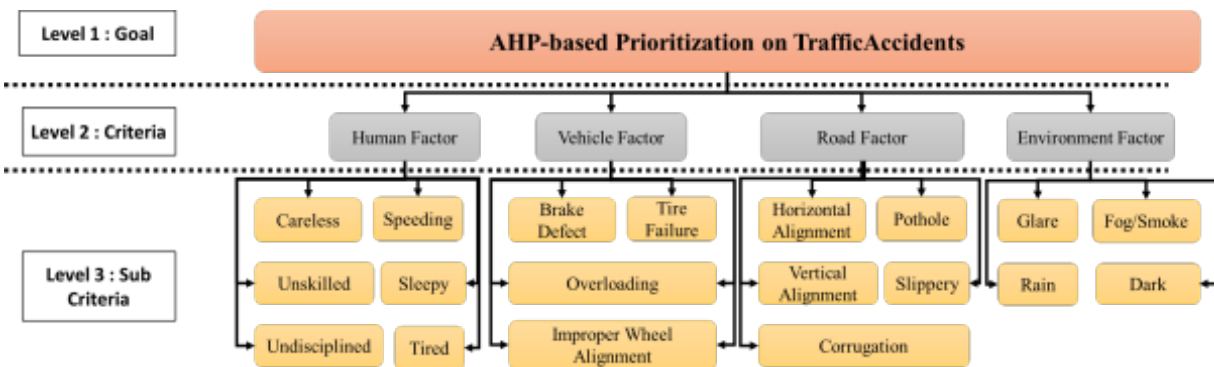 Level 1 : Goal
AHP-based Prioritization on TrafficAccidents
Level 2 : Criteria
Human Factor
Vehicle Factor
Road Factor
Environment Factor
Level 3 : Sub
Criteria
Careless
Speeding
Unskilled
Sleepy
Undisciplined
Tired
Brake
Defect
Tire
Failure
Overloading
Improper Wheel
Alignment
Horizontal
Alignment
Pothole
Vertical
Alignment
Slippery
Corrugation
Glare
Fog/Smoke
Rain
Dark